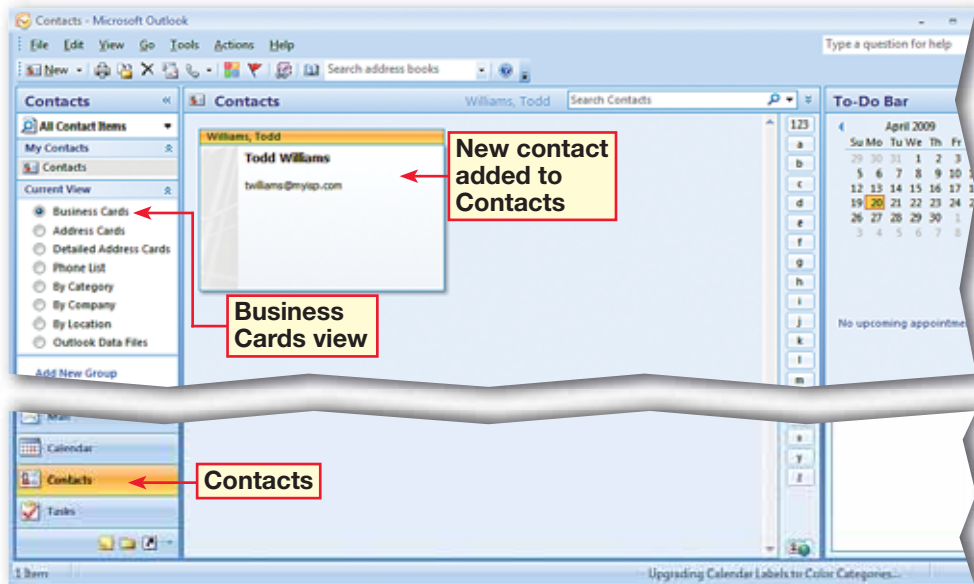 Contacts - Microsoft Outlook
File Edit View Go Tools Actions Help
Type a question for help
New
Search address books
Contacts
Contacts
Williams, Todd
Search Contacts
To-Do Bar
All Contact Items
My Contacts
Contacts
Current View
Business Cards
Address Cards
Detailed Address Cards
Phone List
By Category
By Company
By Location
Outlook Data Files
Add New Group
Williams, Todd
Todd Williams
twilliams@myisp.com
New contact
added to
Contacts
Business
Cards view
123
a
b
c
d
e
f
g
h
i
j
k
l
m
April 2009
Su Mo Tu We Th Fr
29 30 31 1 2 3
5 6 7 8 9 10
12 13 14 15 16 17
19 20 21 22 23 24
26 27 28 29 30 1
3 4 5 6 7 8
No upcoming appointme
Mail
Calendar
Contacts
Tasks
Contacts
x
y
z
1 Item
Upgrading Calendar Labels to Color Categories...